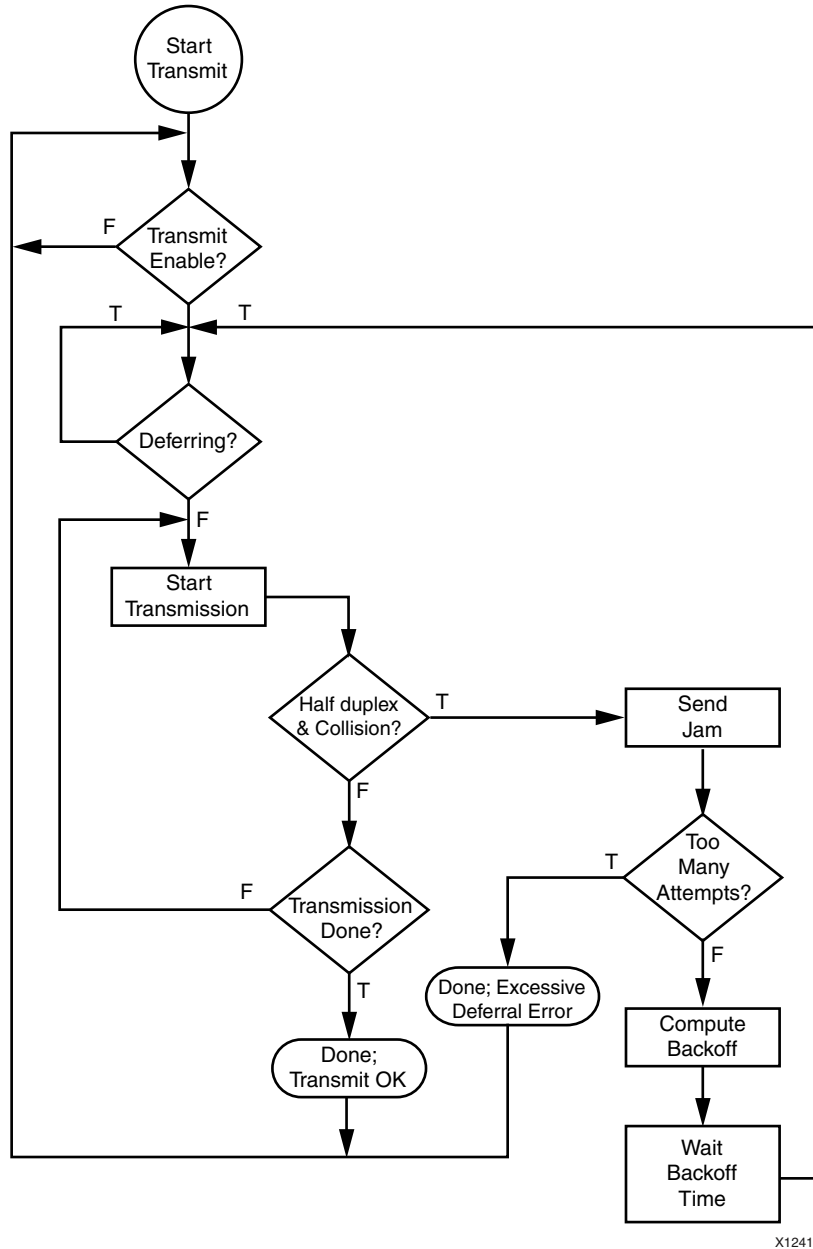 Start
Transmit
F
Transmit
Enable?
T
T
Deferring?
F
Start
Transmission
Half duplex
& Collision?
T
Send
Jam
F
Too
Many
Attempts?
T
F
Transmission
Done?
F
T
Done; Excessive
Deferral Error
Compute
Backoff
Done;
Transmit OK
Wait
Backoff
Time
X1241